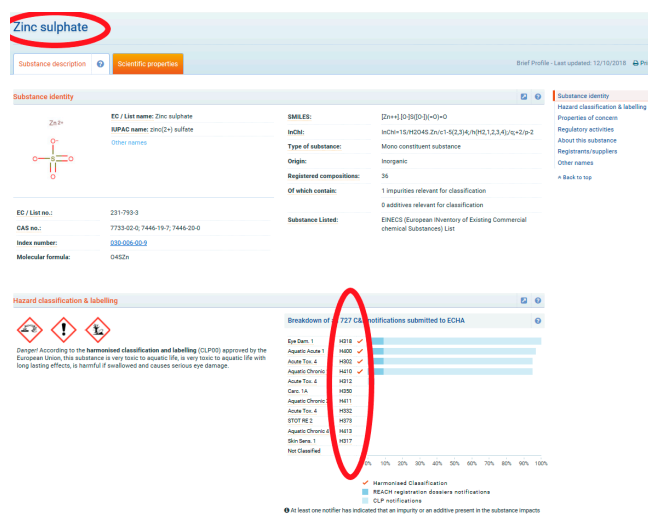 Zinc sulphate
Substance description
Scientific properties
Brief Profile - Last updated: 12/10/2018
Substance identity
EC / List name: Zinc sulphate
IUPAC name: zinc(2+) sulfate
Other names
Zn 2+
O-
O S O
O
EC / List no.: 231-793-3
CAS no.: 7733-02-0; 7446-19-7; 7446-20-0
Index number: 030-006-00-9
Molecular formula: O4SZn
SMILES: [Zn++].[O-]S([O-])(=O)=O
InChI: InChI=1S/H2O4S.Zn/c1-5(2,3)4;/h(H2,1,2,3,4);/q;+2/p-2
Type of substance: Mono constituent substance
Origin: Inorganic
Registered compositions: 36
Of which contain: 1 impurities relevant for classification
0 additives relevant for classification
Substance Listed: EINECS (European INventory of Existing Commercial
chemical Substances) List
Substance identity
Hazard classification & labelling
Properties of concern
Regulatory activities
About this substance
Registrants/suppliers
Other names
Back to top
Hazard classification & labelling
Danger! According to the harmonised classification and labelling (CLP00) approved by the
European Union, this substance is very toxic to aquatic life, is very toxic to aquatic life with
long lasting effects, is harmful if swallowed and causes serious eye damage.
Breakdown of 727 C& notifications submitted to ECHA
Eye Dam. 1 H318
Aquatic Acute 1 H400
Acute Tox. 4 H302
Aquatic Chronic H410
Acute Tox. 4 H312
Carc. 1A H350
Aquatic Chronic H411
Acute Tox. 4 H332
STOT RE 2 H373
Aquatic Chronic 4 H413
Skin Sens. 1 H317
Not Classified
0% 10% 20% 30% 40% 50% 60% 70% 80% 90% 100%
Harmonised Classification
REACH registration dossiers notifications
CLP notifications
At least one notifier has indicated that an impurity or an additive present in the substance impacts